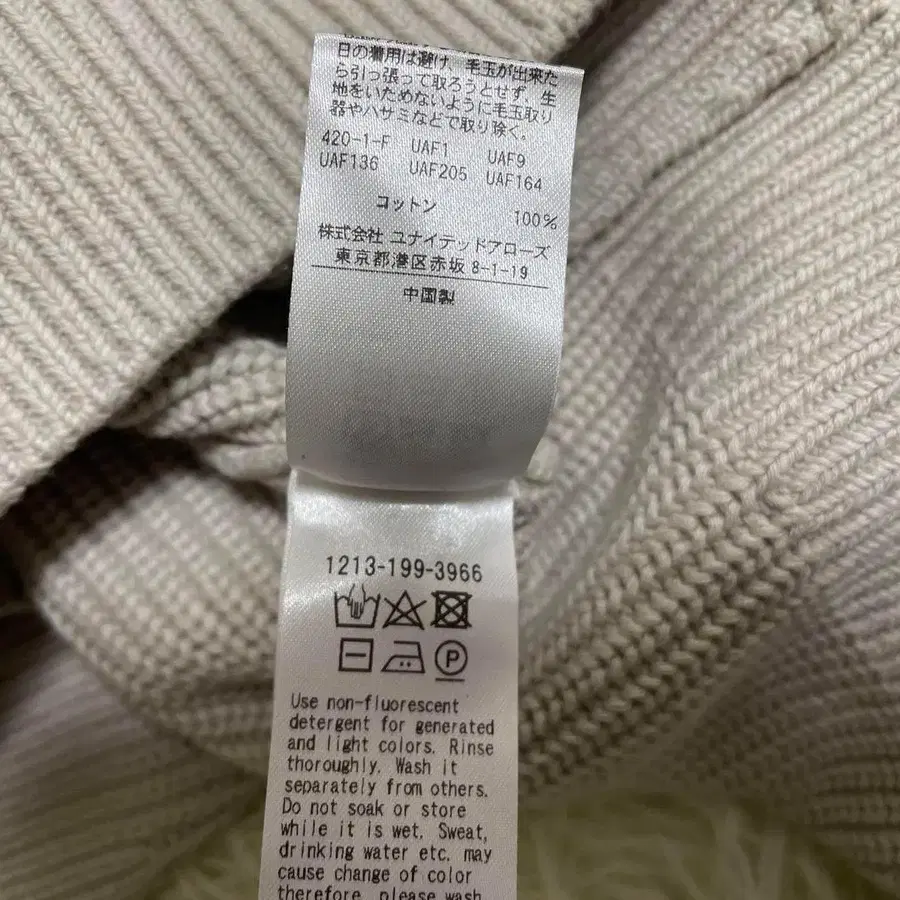 日の着用は避け、毛玉が出来た
ら引っ張って取ろうとせず、生
地をいためないように毛玉取り
器やハサミなどで取り除く。
420-1-F UAF1 UAF9
UAF136 UAF205 UAF164
コットン 100%
株式会社 ユナイテッドアローズ
東京都港区赤坂 8-1-19
中国製
1213-199-3966
P
Use non-fluorescent
detergent for generated
and light colors. Rinse
thoroughly. Wash it
separately from others.
Do not soak or store
while it is wet. Sweat,
drinking water etc. may
cause change of color
therefore, please wash